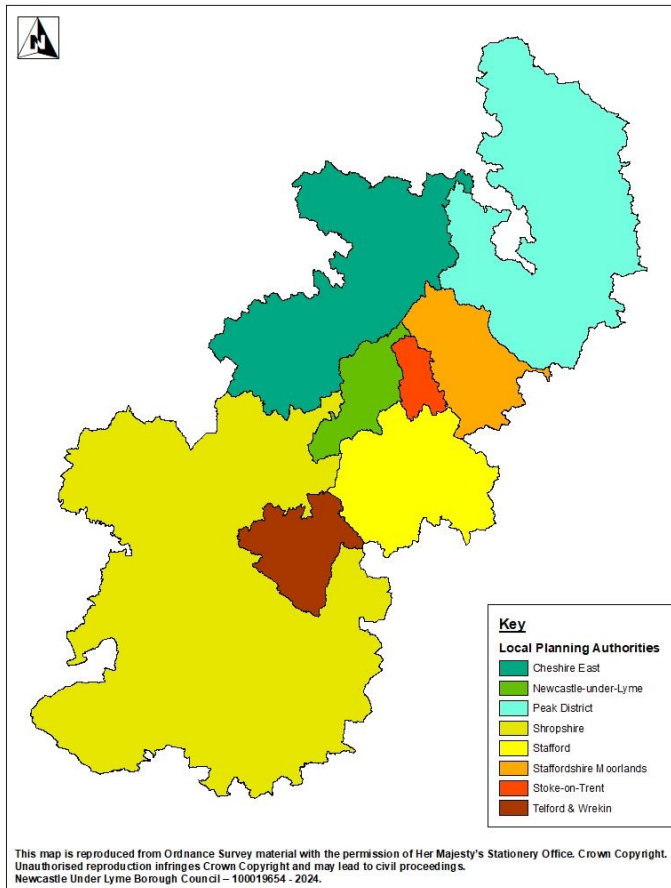 N
Key
Local Planning Authorities
Cheshire East
Newcastle-under-Lyme
Peak District
Shropshire
Stafford
Staffordshire Moorlands
Stoke-on-Trent
Telford & Wrekin
This map is reproduced from Ordnance Survey material with the permission of Her Majesty's Stationery Office. Crown Copyright.
Unauthorised reproduction infringes Crown Copyright and may lead to civil proceedings.
Newcastle Under Lyme Borough Council – 100019654 - 2024.